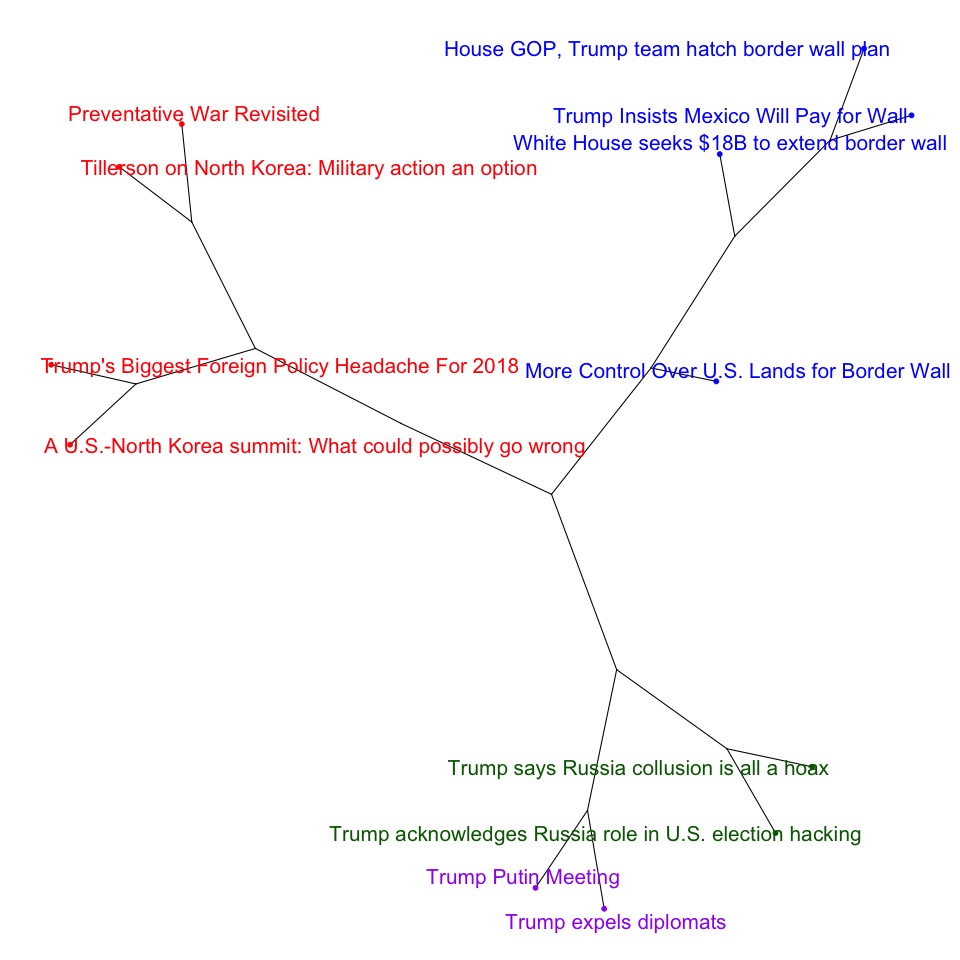 House GOP, Trump team hatch border wall plan
Preventative War Revisited
Trump Insists Mexico Will Pay for Wall
White House seeks $18B to extend border wall
Tillerson on North Korea: Military action an option
Trump's Biggest Foreign Policy Headache For 2018
More Control Over U.S. Lands for Border Wall
A U.S.-North Korea summit: What could possibly go wrong
Trump says Russia collusion is all a hoax
Trump acknowledges Russia role in U.S. election hacking
Trump Putin Meeting
Trump expels diplomats